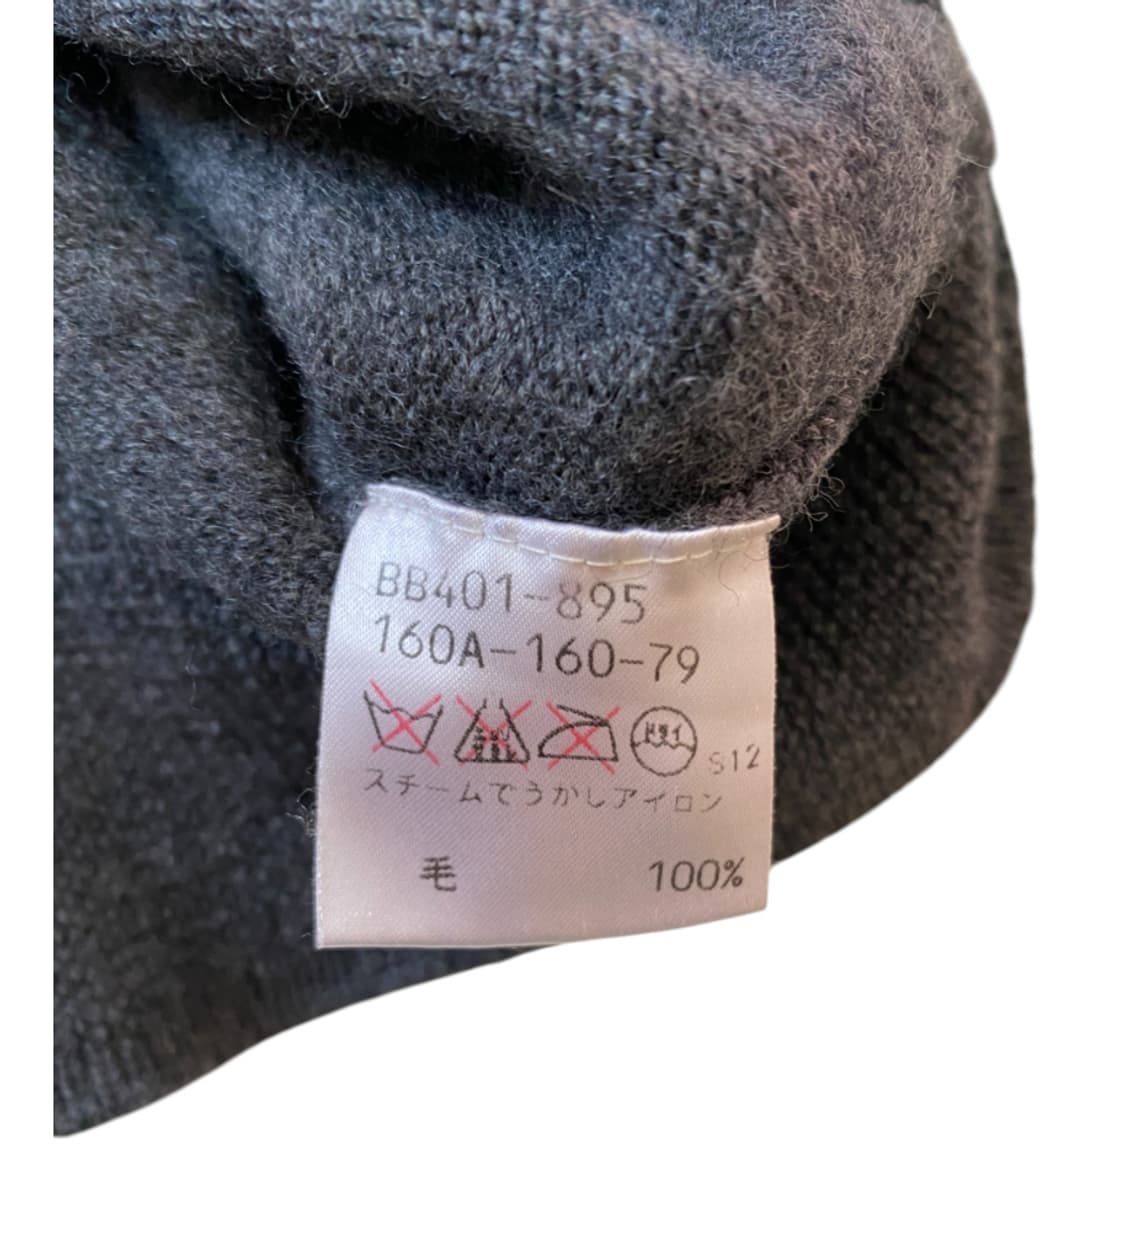 BB401-895
160A-160-79
ドライ S12
スチームでうかしアイロン
毛 100%